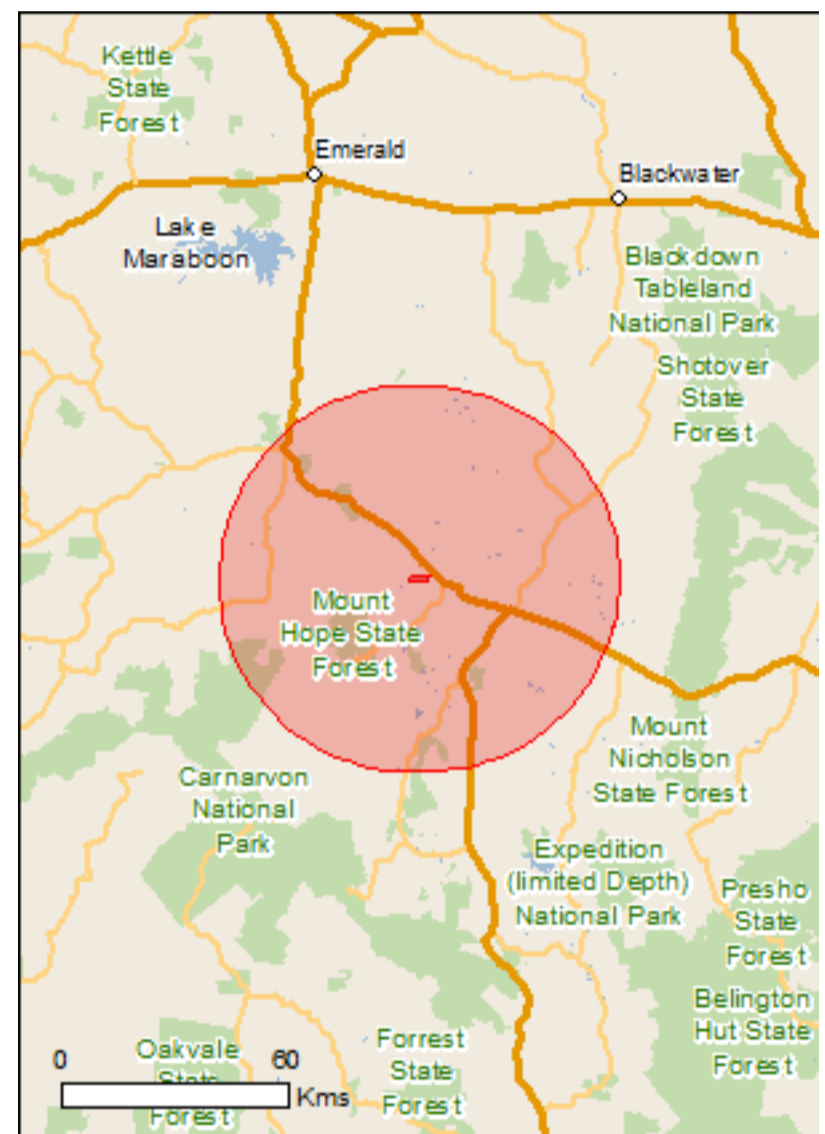 Kettle
State
Forest
Emerald
Blackwater
Lake
Maraboon
Blackdown
Tableland
National Park
Shotover
State
Forest
Mount
Hope State
Forest
Mount
Nicholson
State Forest
Carnarvon
National
Park
Expedition
(limited Depth)
National Park
Presho
State
Forest
Belington
Hut State
Forest
Oakvale
State
Forest
Forrest
State
Forest
0 60
Kms